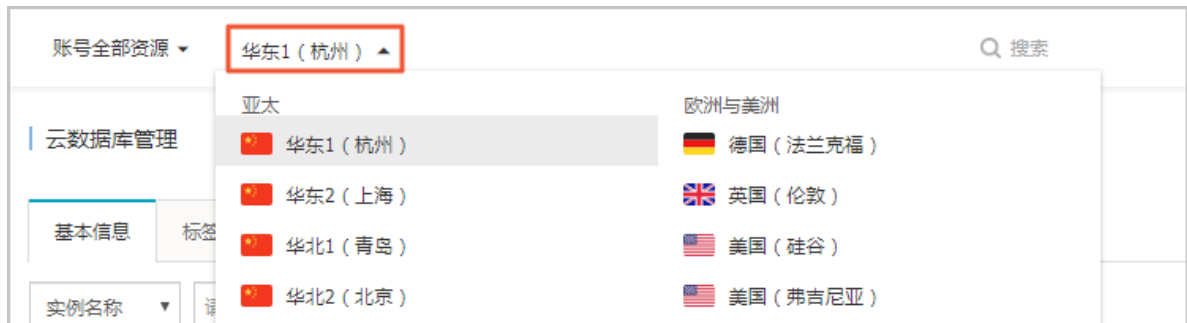 账号全部资源
华东1（杭州）
搜索
亚太
欧洲与美洲
云数据库管理
华东1（杭州）
德国（法兰克福）
华东2（上海）
英国（伦敦）
基本信息
标签
华北1（青岛）
美国（硅谷）
实例名称
华北2（北京）
美国（弗吉尼亚）